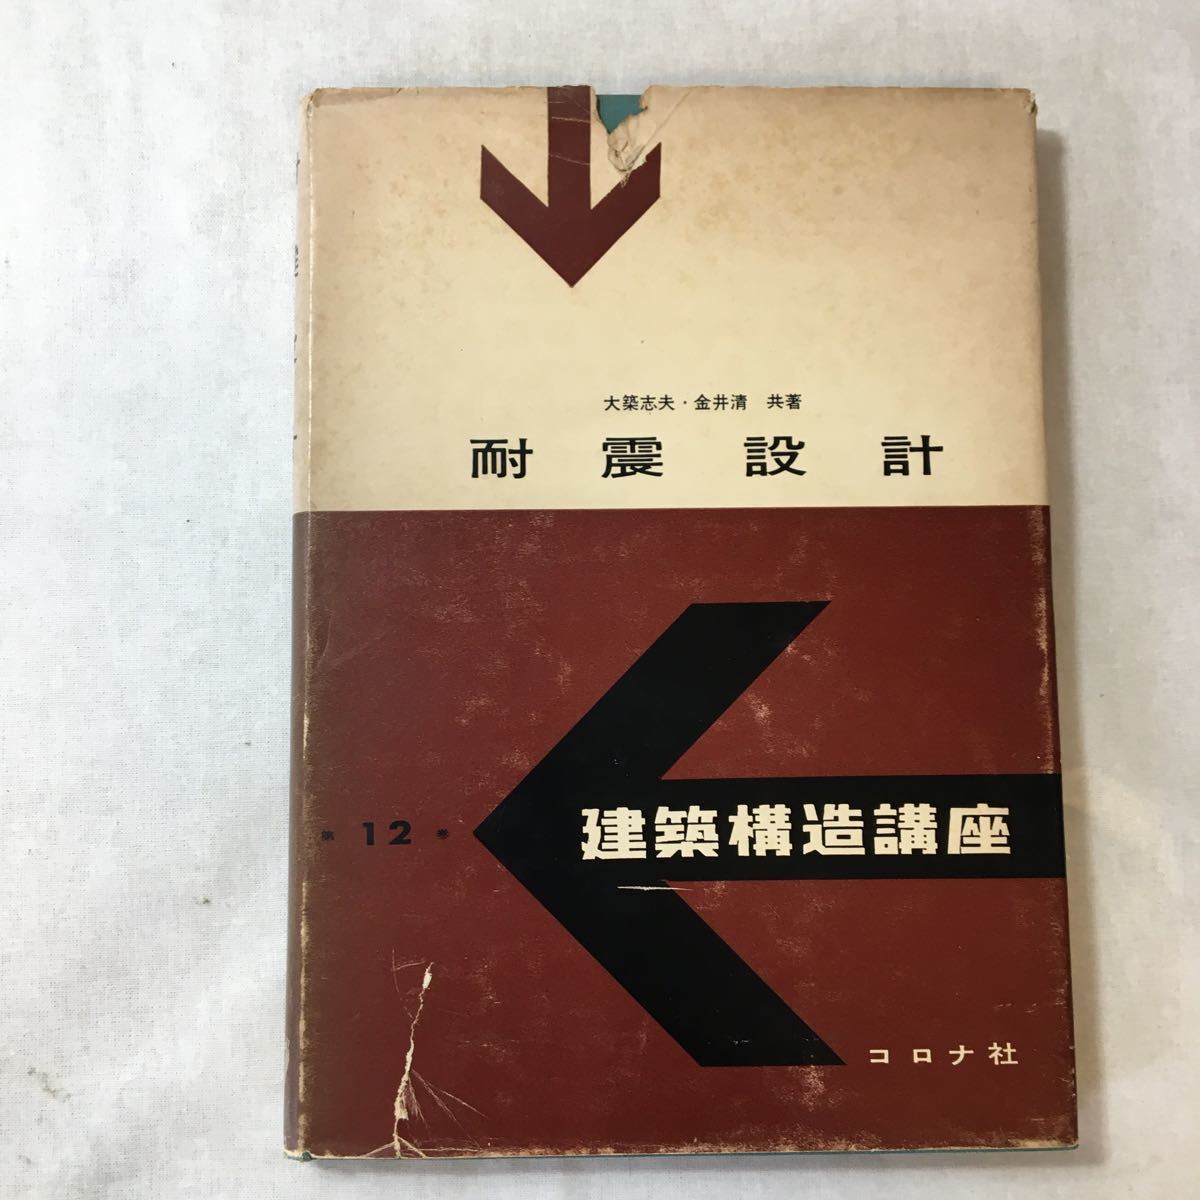 大築志夫・金井清 共著
耐震設計
第12巻
建築構造講座
コロナ社